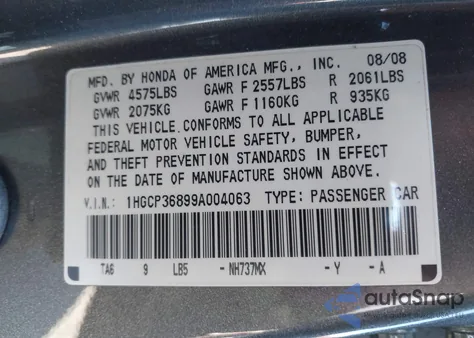 MFD. BY HONDA OF AMERICA MFG., INC. 08/08
GVWR 4575LBS GAWR F 2557LBS R 2061LBS
GVWR 2075KG GAWR F 1160KG R 935KG
THIS VEHICLE CONFORMS TO ALL APPLICABLE
FEDERAL MOTOR VEHICLE SAFETY, BUMPER,
AND THEFT PREVENTION STANDARDS IN EFFECT
ON THE DATE OF MANUFACTURE SHOWN ABOVE.
V.I.N.: 1HGCP36899A004063 TYPE: PASSENGER CAR
TAG 9 LB5 -NH737MX -Y -A
autoSnap